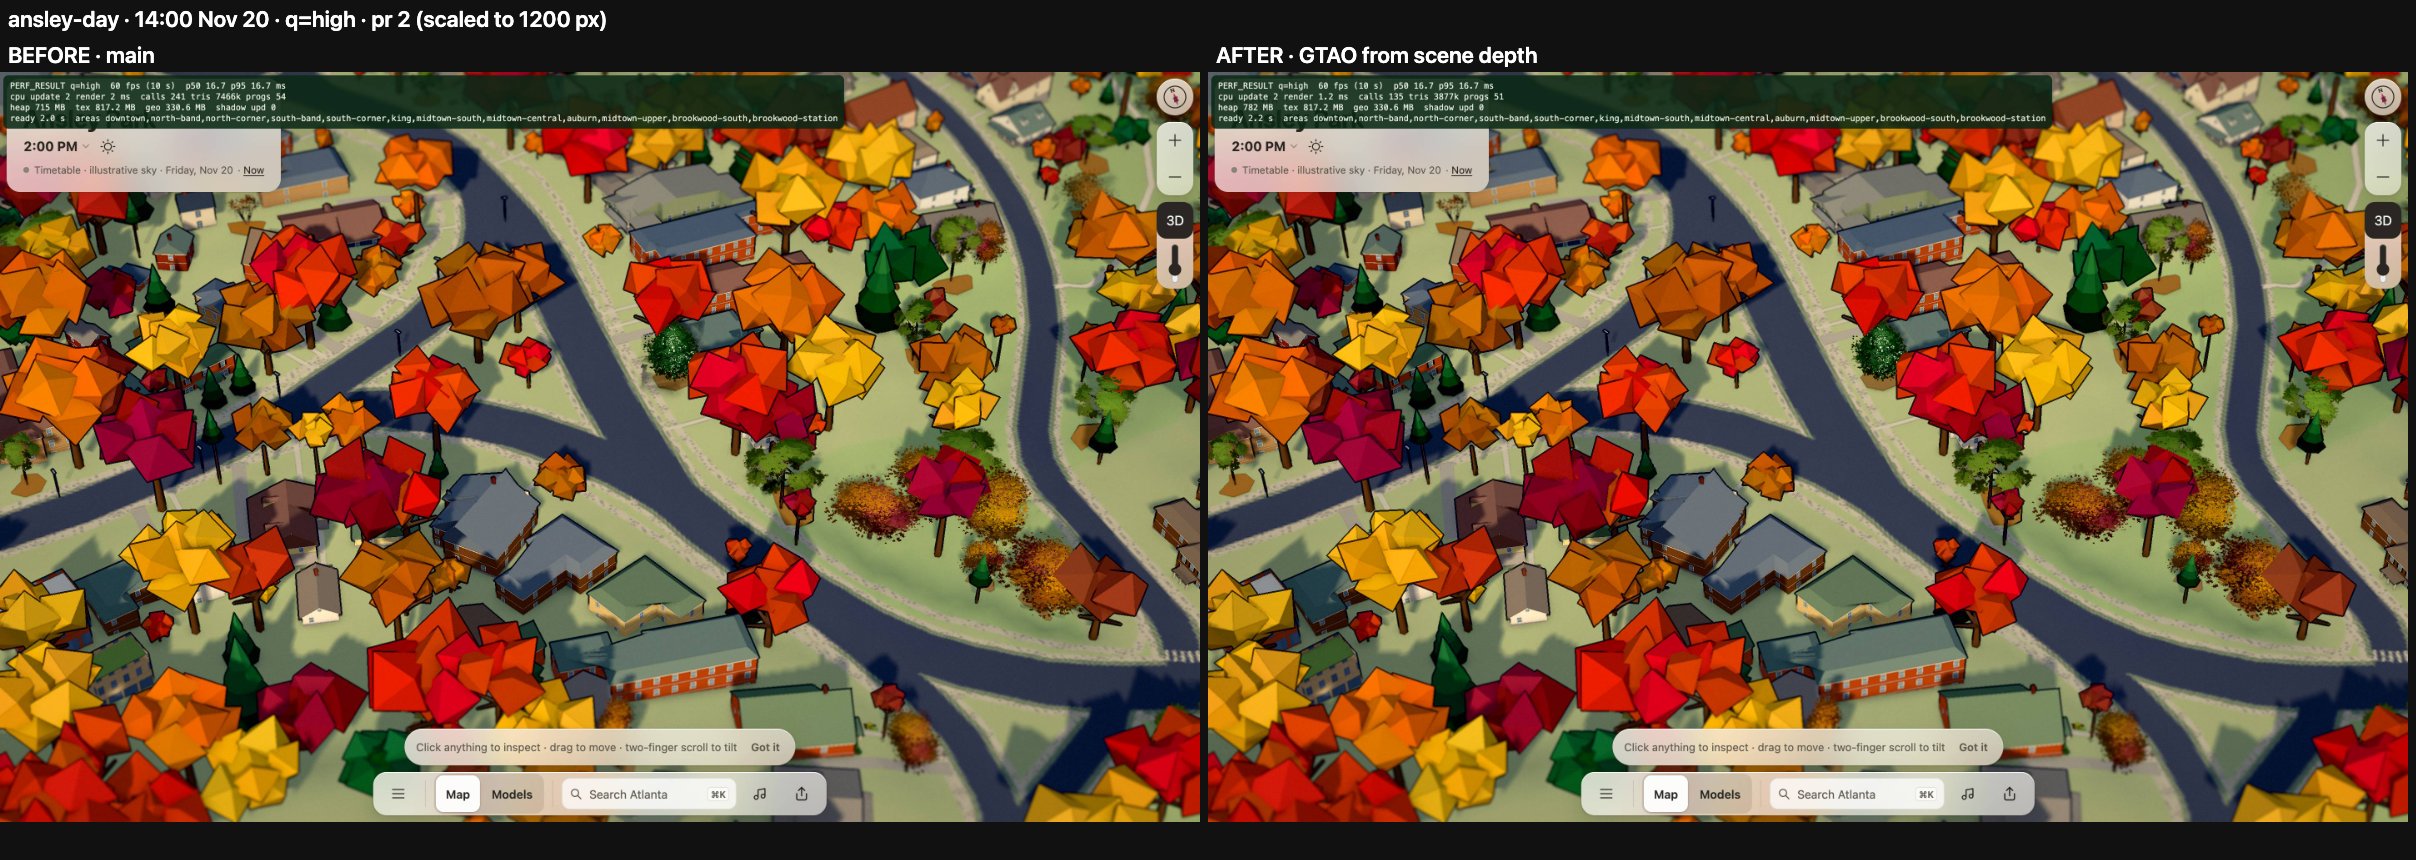 ansley-day · 14:00 Nov 20 · q=high · pr 2 (scaled to 1200 px)
BEFORE · main
PERF_RESULT q=high 60 fps (10 s) p50 16.7 p95 16.7 ms
cpu update 2 render 2 ms calls 241 tris 7466k progs 54
heap 715 MB tex 817.2 MB geo 330.6 MB shadow upd 0
ready 2.0 s areas downtown,north-band,north-corner,south-band,south-corner,king,midtown-south,midtown-central,auburn,midtown-upper,brookwood-south,brookwood-station
2:00 PM
Timetable · illustrative sky · Friday, Nov 20 · Now
+
−
3D
Click anything to inspect · drag to move · two-finger scroll to tilt Got it
Map Models Search Atlanta ⌘K
AFTER · GTAO from scene depth
PERF_RESULT q=high 60 fps (10 s) p50 16.7 p95 16.7 ms
cpu update 2 render 1.2 ms calls 135 tris 3877k progs 51
heap 782 MB tex 817.2 MB geo 330.6 MB shadow upd 0
ready 2.2 s areas downtown,north-band,north-corner,south-band,south-corner,king,midtown-south,midtown-central,auburn,midtown-upper,brookwood-south,brookwood-station
2:00 PM
Timetable · illustrative sky · Friday, Nov 20 · Now
+
−
3D
Click anything to inspect · drag to move · two-finger scroll to tilt Got it
Map Models Search Atlanta ⌘K